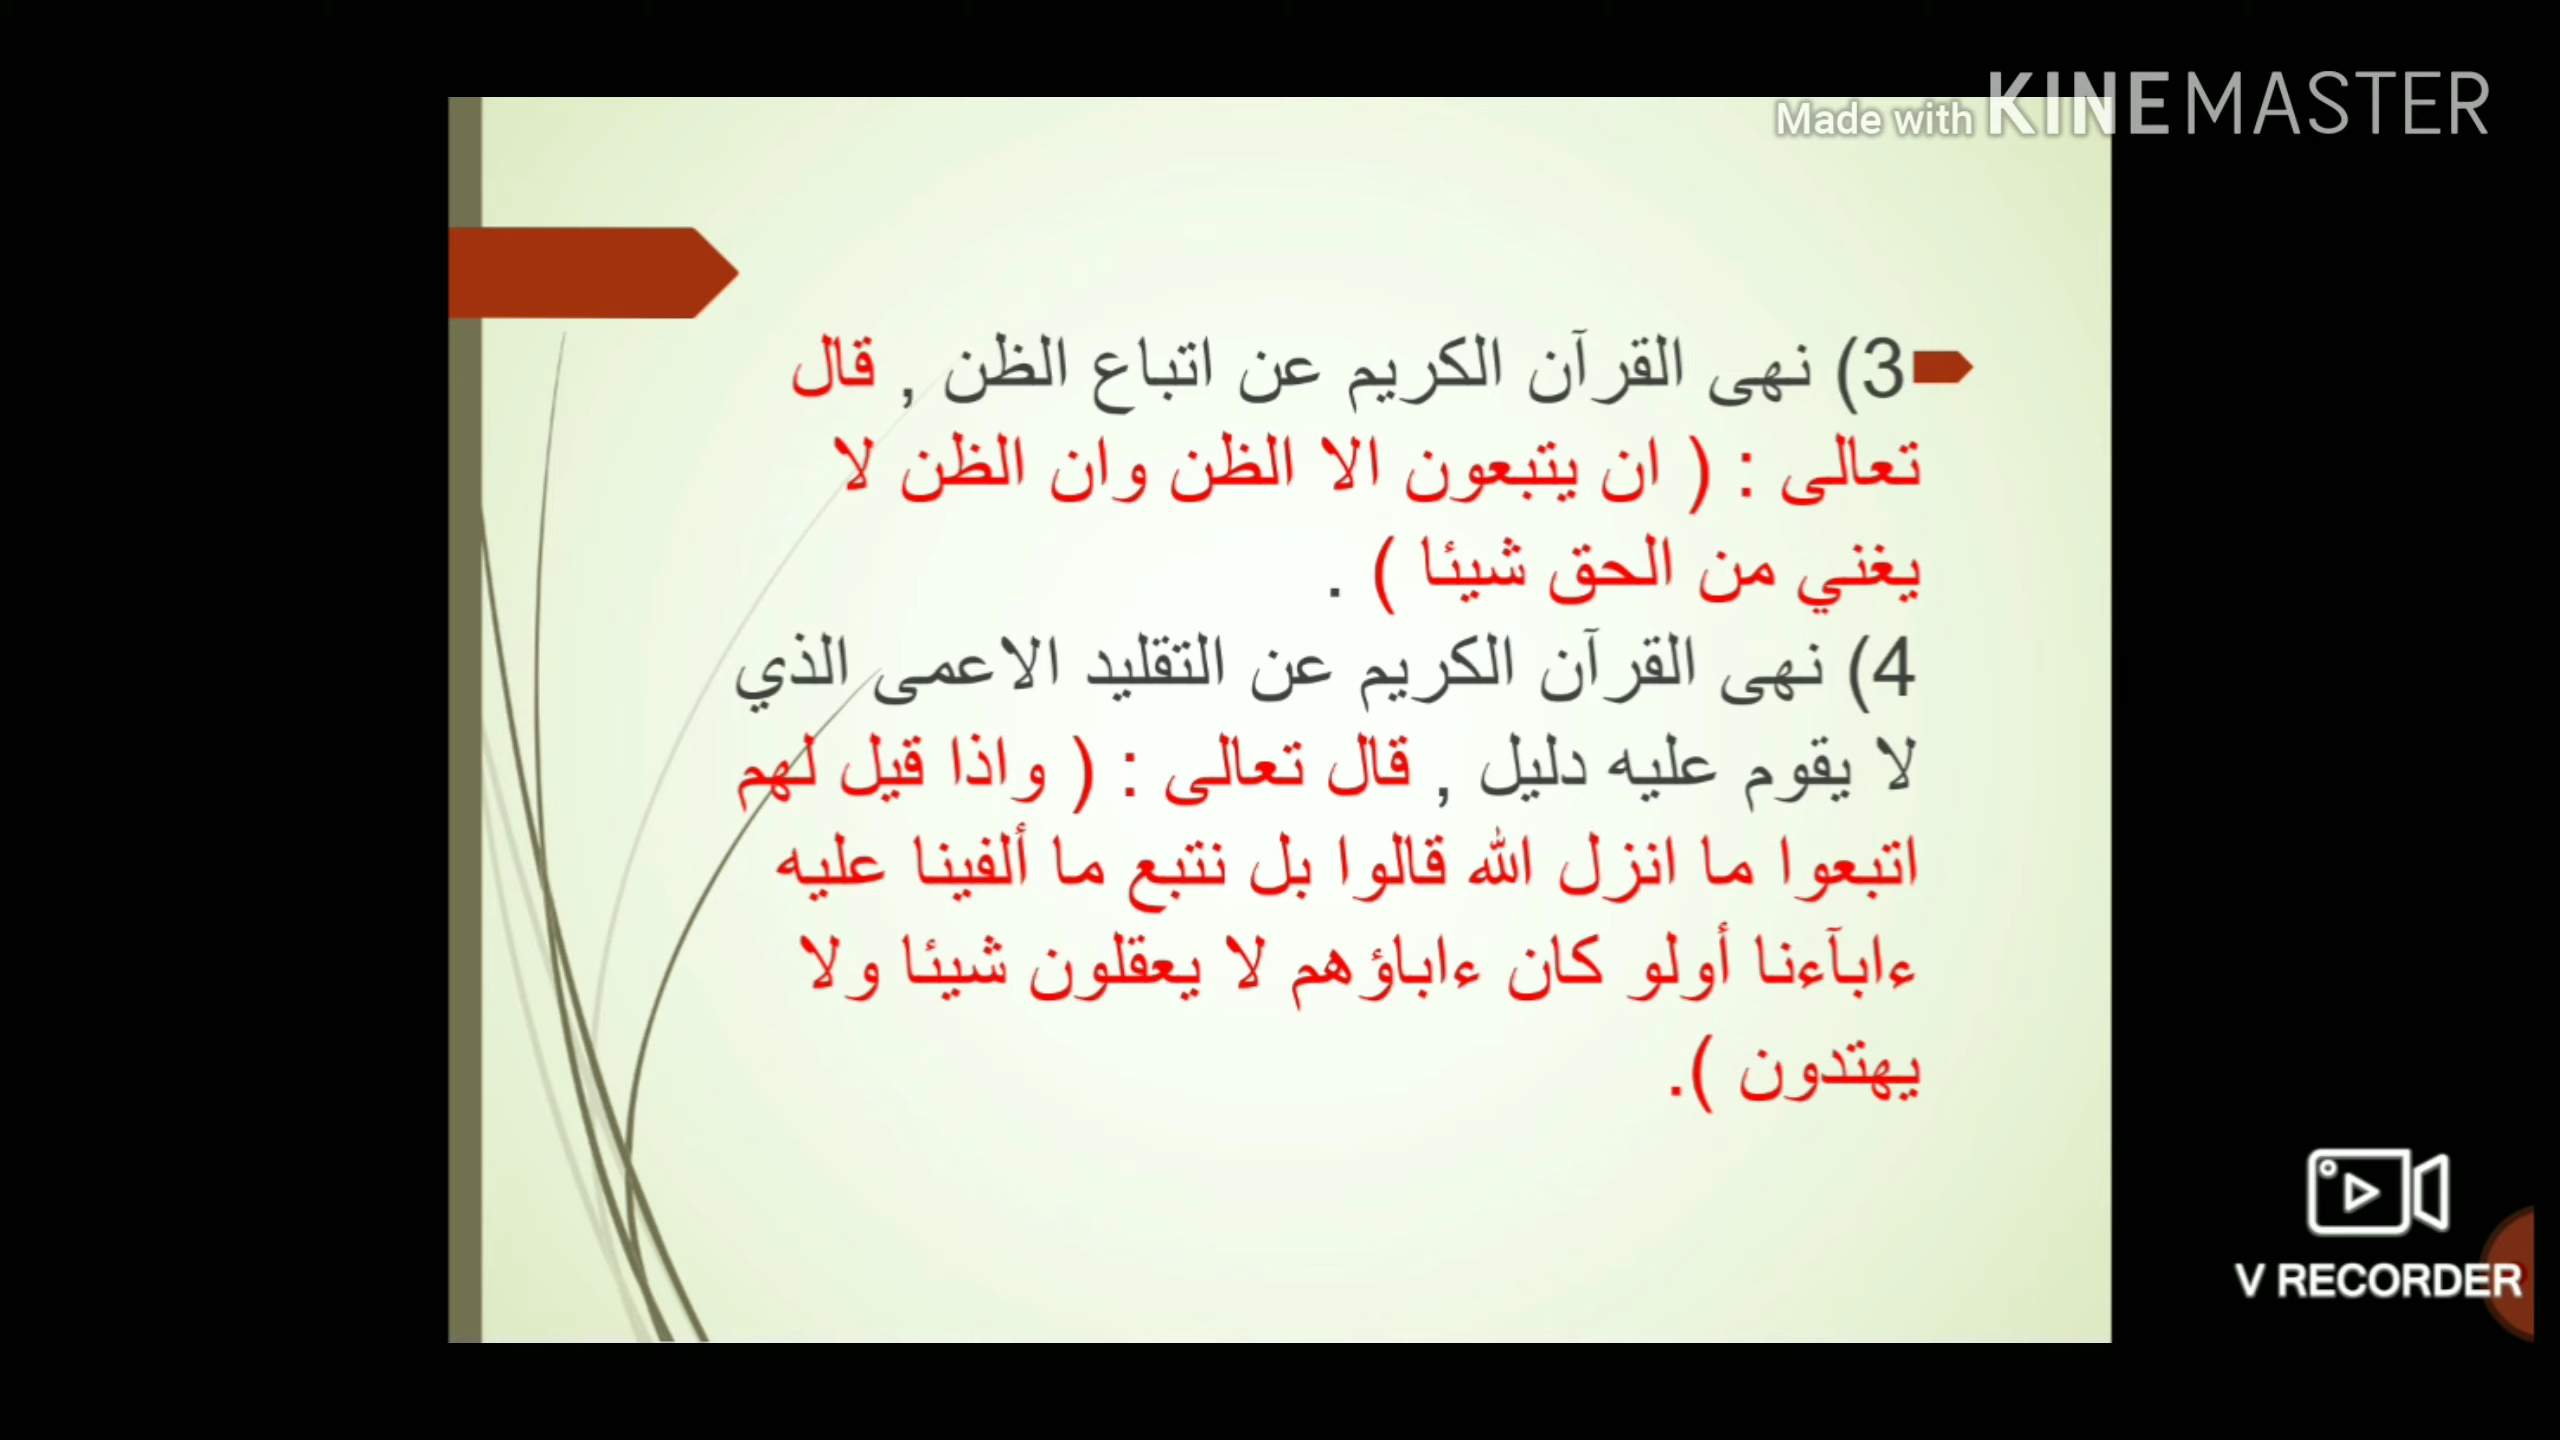 Made with KINEMASTER
3) نهى القرآن الكريم عن اتباع الظن , قال
تعالى : ( ان يتبعون الا الظن وان الظن لا
يغني من الحق شيئا ) .
4) نهى القرآن الكريم عن التقليد الاعمى الذي
لا يقوم عليه دليل , قال تعالى : ( واذا قيل لهم
اتبعوا ما انزل الله قالوا بل نتبع ما ألفينا عليه
ءابآءنا أولو كان ءاباؤهم لا يعقلون شيئا ولا
يهتدون ).
V RECORDER